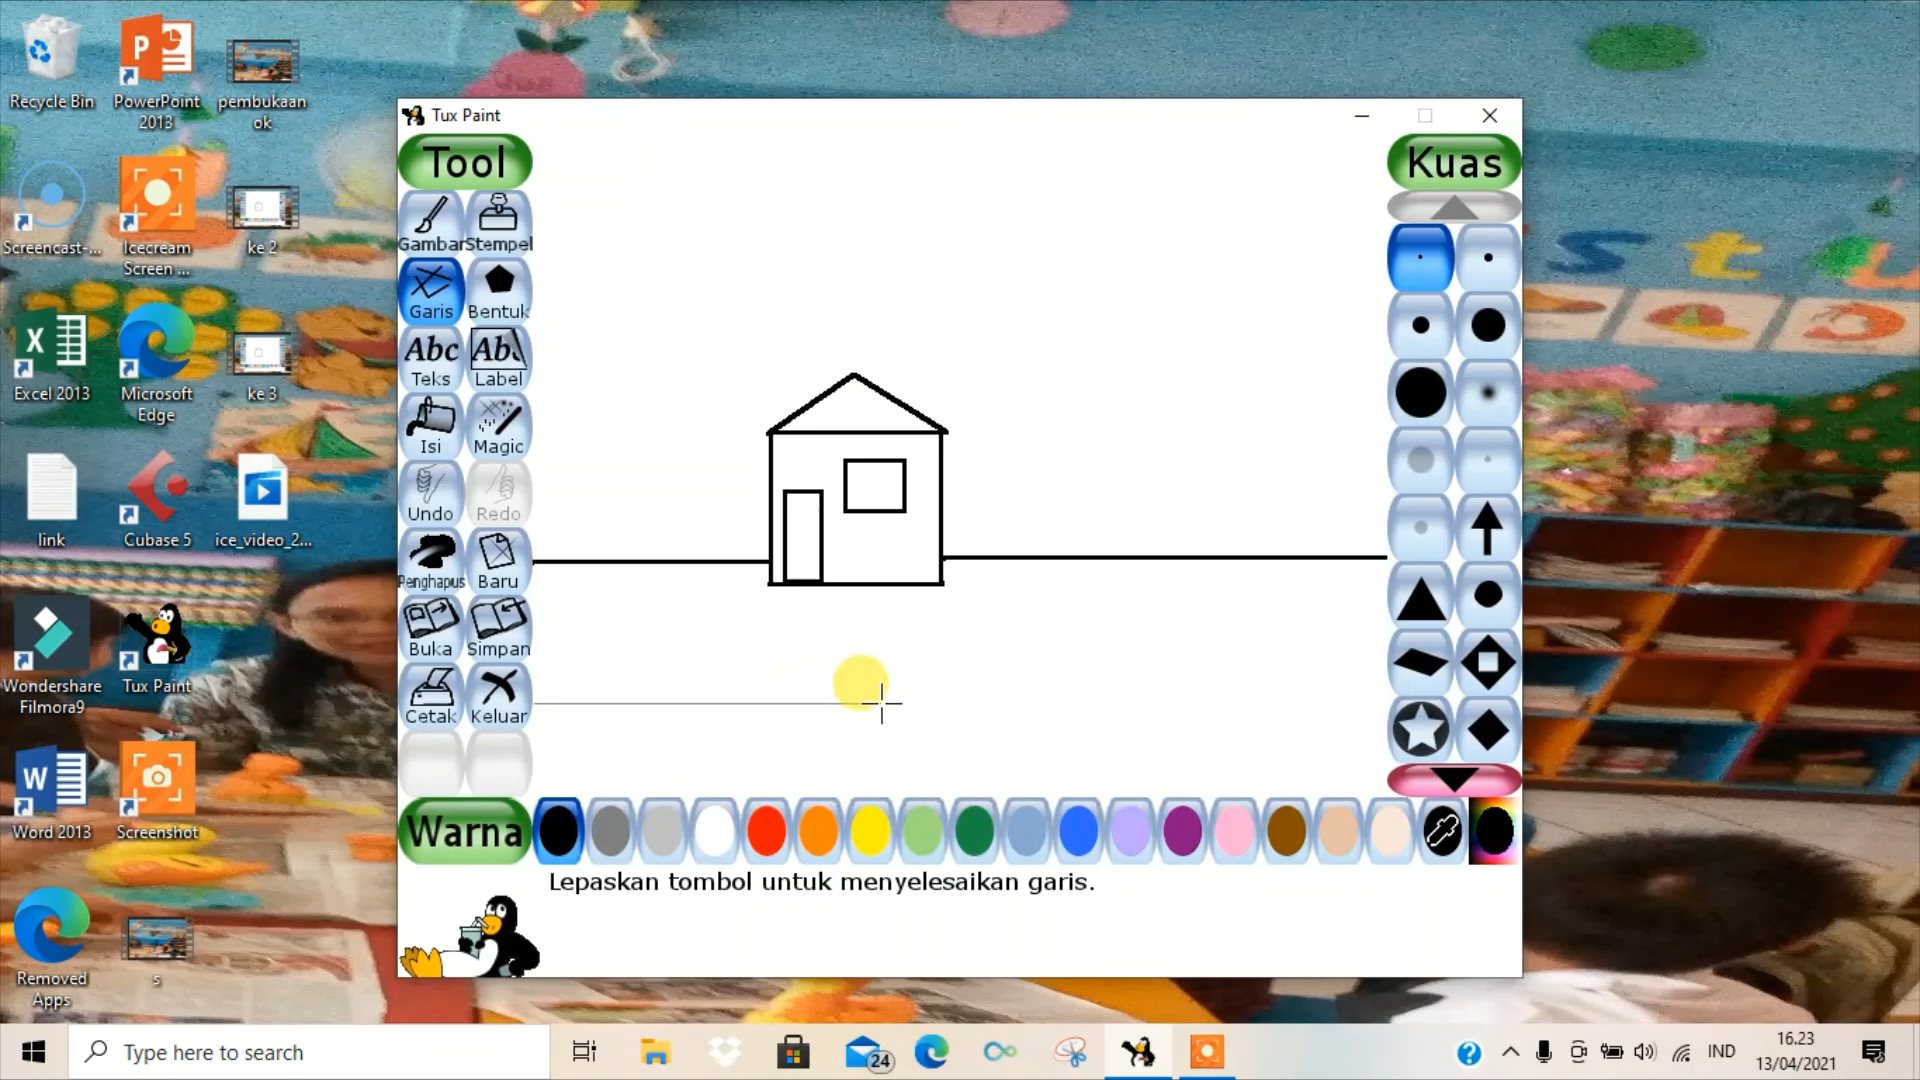 Recycle Bin
PowerPoint
2013
pembukaan
ok
Screencast-...
Icecream
Screen ...
ke 2
Excel 2013
Microsoft
Edge
ke 3
link
Cubase 5
ice_video_2...
Wondershare
Filmora9
Tux Paint
Word 2013
Screenshot
Removed
Apps
s
Tux Paint
Tool
Kuas
Gambar
Stempel
Garis
Bentuk
Abc
Teks
Label
Isi
Magic
Undo
Redo
Penghapus
Baru
Buka
Simpan
Cetak
Keluar
Warna
Lepaskan tombol untuk menyelesaikan garis.
Type here to search
24
IND
16.23
13/04/2021